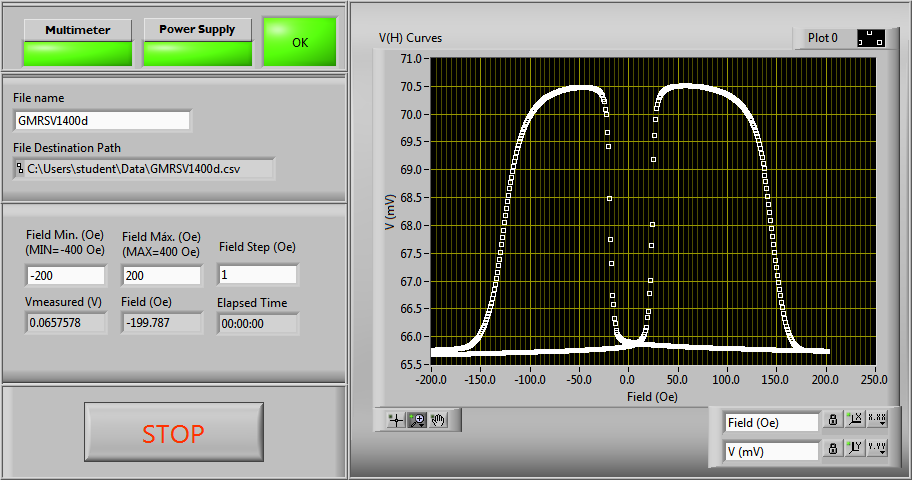 Multimeter
Power Supply
OK
File name
GMRSV1400d
File Destination Path
C:\Users\student\Data\GMRSV1400d.csv
Field Min. (Oe)
(MIN=-400 Oe)
Field Máx. (Oe)
(MAX=400 Oe)
Field Step (Oe)
-200
200
1
Vmeasured (V)
Field (Oe)
Elapsed Time
0.0657578
-199.787
00:00:00
STOP
V(H) Curves
Plot 0
71.0
70.5
70.0
69.5
69.0
68.5
68.0
67.5
67.0
66.5
66.0
65.5
V (mV)
-200.0
-150.0
-100.0
-50.0
0.0
50.0
100.0
150.0
200.0
250.0
Field (Oe)
Field (Oe)
X
X.XX
V (mV)
Y
Y.YY